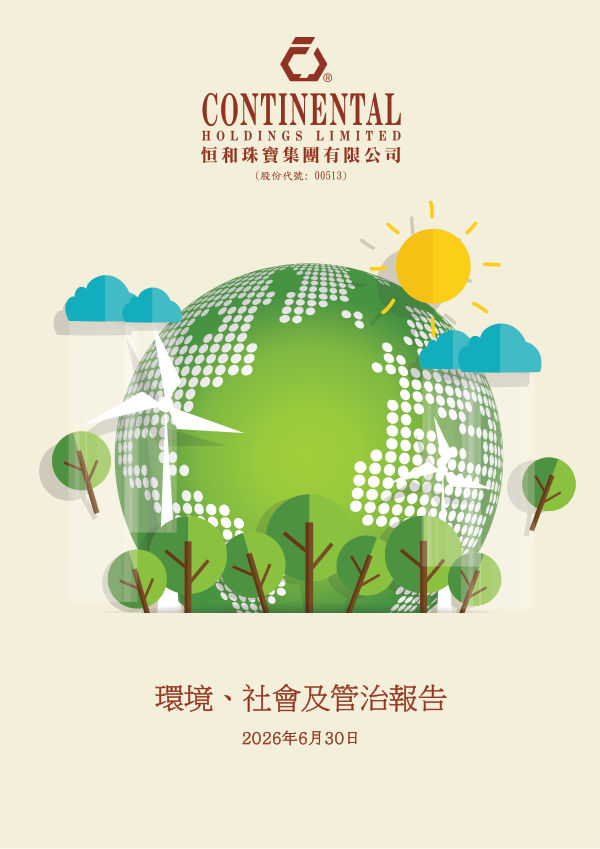 ®
CONTINENTAL
HOLDINGS LIMITED
恒和珠寶集團有限公司
(股份代號: 00513)
環境、社會及管治報告
2026年6月30日